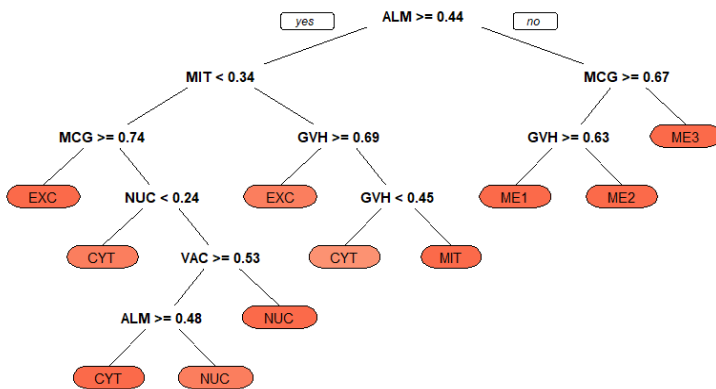 yes
ALM >= 0.44
no
MIT < 0.34
MCG >= 0.67
MCG >= 0.74
GVH >= 0.69
GVH >= 0.63
ME3
EXC
NUC < 0.24
EXC
GVH < 0.45
ME1
ME2
CYT
VAC >= 0.53
CYT
MIT
ALM >= 0.48
NUC
CYT
NUC